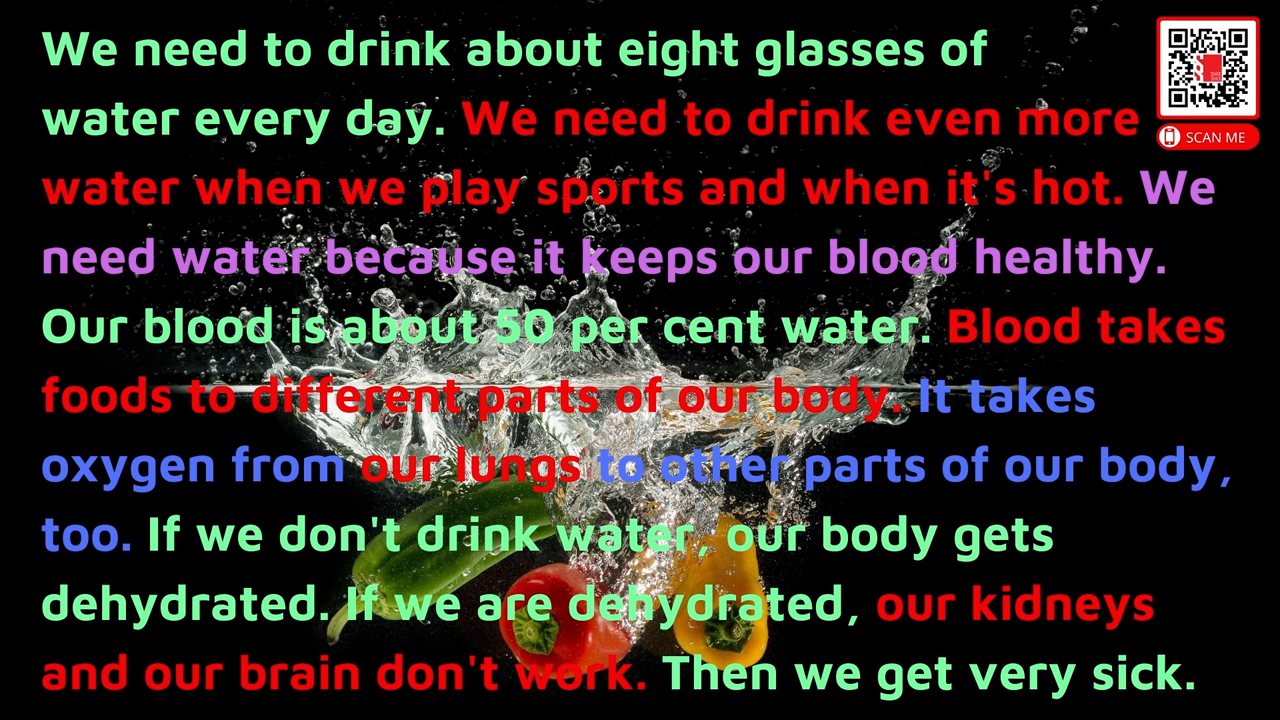 We need to drink about eight glasses of
water every day. We need to drink even more
water when we play sports and when it's hot. We
need water because it keeps our blood healthy.
Our blood is about 50 per cent water. Blood takes
foods to different parts of our body. It takes
oxygen from our lungs to other parts of our body,
too. If we don't drink water, our body gets
dehydrated. If we are dehydrated, our kidneys
and our brain don't work. Then we get very sick.
SCAN ME